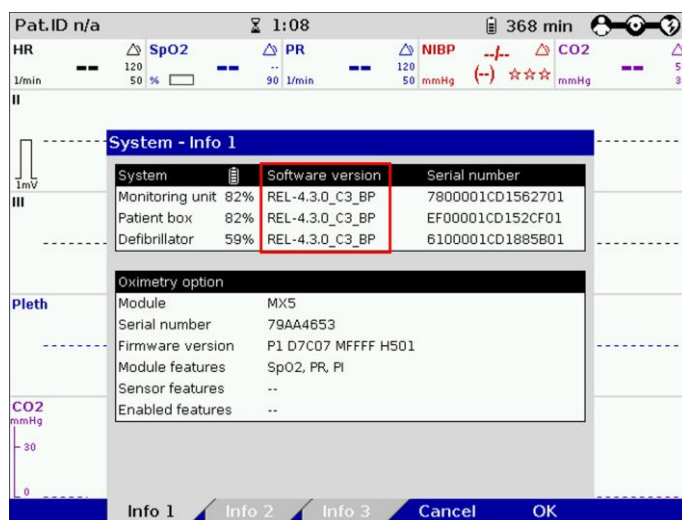 Pat.ID n/a 1:08 368 min
HR SpO2 PR NIBP --/-- CO2
-- 120 -- -- -- 120 (--) ☆☆☆ --
1/min 50 % 90 1/min 50 mmHg mmHg
II
1mV
System - Info 1
System Software version Serial number
Monitoring unit 82% REL-4.3.0_C3_BP 7800001CD1562701
Patient box 82% REL-4.3.0_C3_BP EF00001CD152CF01
Defibrillator 59% REL-4.3.0_C3_BP 6100001CD1885B01
III
Oximetry option
Module MX5
Serial number 79AA4653
Firmware version P1 D7C07 MFFFF H501
Module features SpO2, PR, PI
Sensor features --
Enabled features --
Pleth
CO2
mmHg
30
0
Info 1 Info 2 Info 3 Cancel OK